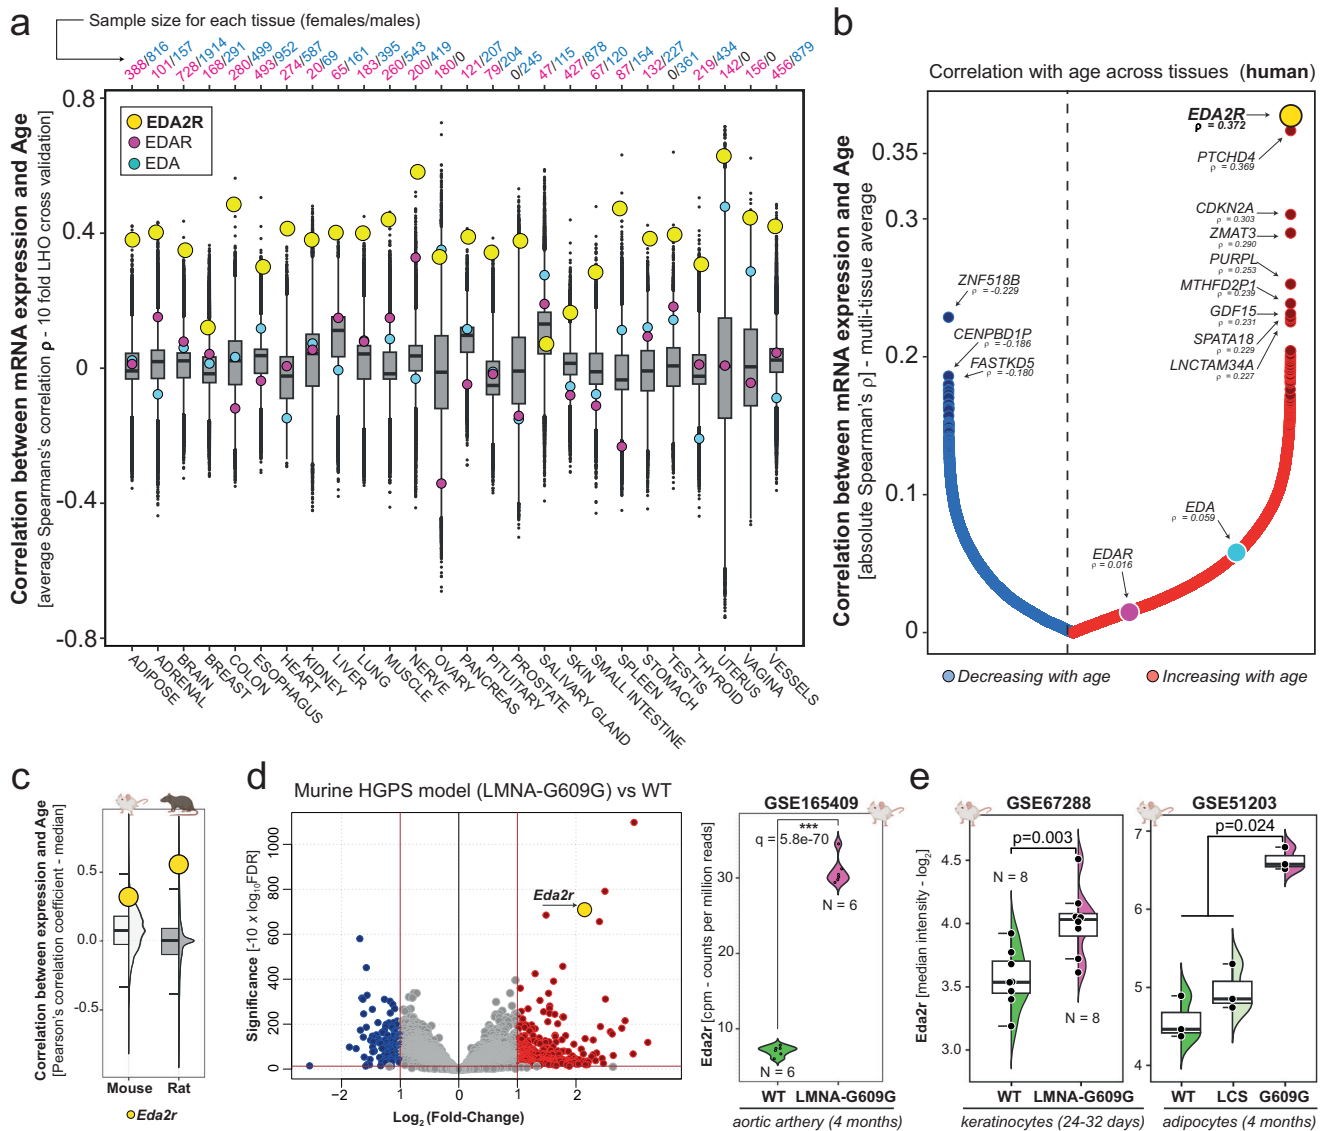 a
Sample size for each tissue (females/males)
388/816
101/157
728/1914
168/291
280/499
493/952
274/587
20/69
65/161
183/395
260/543
200/419
180/0
121/207
79/204
0/245
47/115
427/878
67/120
87/154
132/227
0/361
219/434
142/0
156/0
456/879
Correlation between mRNA expression and Age
[average Spearmans's correlation ρ - 10 fold LHO cross validation]
0.8
0.4
0
-0.4
-0.8
EDA2R
EDAR
EDA
ADIPOSE
ADRENAL
BRAIN
BREAST
COLON
ESOPHAGUS
HEART
KIDNEY
LIVER
LUNG
MUSCLE
NERVE
OVARY
PANCREAS
PITUITARY
PROSTATE
SALIVARY GLAND
SKIN
SMALL INTESTINE
SPLEEN
STOMACH
TESTIS
THYROID
UTERUS
VAGINA
VESSELS
b
Correlation with age across tissues (human)
Correlation between mRNA expression and Age
[absolute Spearman's ρ] - mutli-tissue average
0.35
0.3
0.2
0.1
0
EDA2R
ρ = 0.372
PTCHD4
ρ = 0.369
CDKN2A
ρ = 0.303
ZMAT3
ρ = 0.290
PURPL
ρ = 0.253
MTHFD2P1
ρ = 0.239
GDF15
ρ = 0.231
SPATA18
ρ = 0.229
LNCTAM34A
ρ = 0.227
ZNF518B
ρ = -0.229
CENPBD1P
ρ = -0.186
FASTKD5
ρ = -0.180
EDA
ρ = 0.059
EDAR
ρ = 0.016
Decreasing with age
Increasing with age
c
Correlation between expression and Age
[Pearson's correlation coefficient - median]
0.5
0.0
-0.5
Mouse Rat
Eda2r
d
Murine HGPS model (LMNA-G609G) vs WT
Significance [-10 x log10FDR]
1000
800
600
400
200
0
Eda2r
−2 1 0 1 2
Log2 (Fold-Change)
GSE165409
Eda2r [cpm - counts per million reads]
***
q = 5.8e-70
30
20
10
N = 6
N = 6
WT LMNA-G609G
aortic artery (4 months)
e
GSE67288
Eda2r [median intensity - log2]
p=0.003
4.5
4.0
3.5
3.0
N = 8
N = 8
WT LMNA-G609G
keratinocytes (24-32 days)
GSE51203
p=0.024
7
6
5
4
WT LCS G609G
adipocytes (4 months)